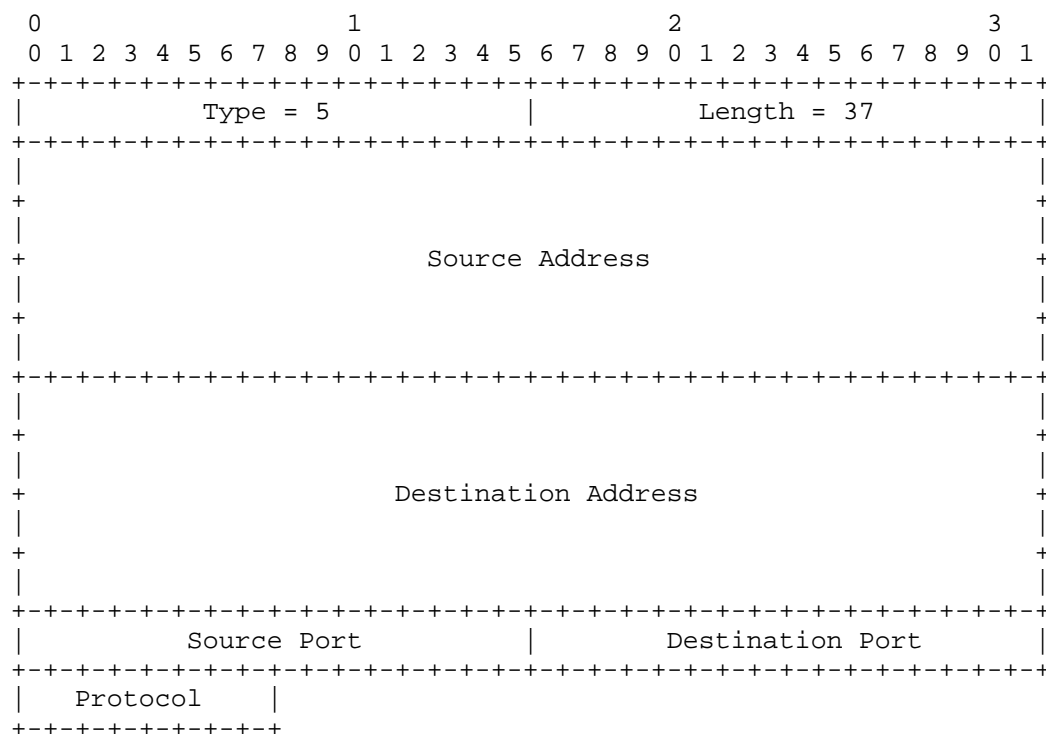 0                   1                   2                   3
0 1 2 3 4 5 6 7 8 9 0 1 2 3 4 5 6 7 8 9 0 1 2 3 4 5 6 7 8 9 0 1
+-+-+-+-+-+-+-+-+-+-+-+-+-+-+-+-+-+-+-+-+-+-+-+-+-+-+-+-+-+-+-+-+
|           Type = 5            |          Length = 37          |
+-+-+-+-+-+-+-+-+-+-+-+-+-+-+-+-+-+-+-+-+-+-+-+-+-+-+-+-+-+-+-+-+
|                                                               |
+                                                               +
|                                                               |
+                         Source Address                        +
|                                                               |
+                                                               +
|                                                               |
+-+-+-+-+-+-+-+-+-+-+-+-+-+-+-+-+-+-+-+-+-+-+-+-+-+-+-+-+-+-+-+-+
|                                                               |
+                                                               +
|                                                               |
+                       Destination Address                     +
|                                                               |
+                                                               +
|                                                               |
+-+-+-+-+-+-+-+-+-+-+-+-+-+-+-+-+-+-+-+-+-+-+-+-+-+-+-+-+-+-+-+-+
|          Source Port          |        Destination Port       |
+-+-+-+-+-+-+-+-+-+-+-+-+-+-+-+-+-+-+-+-+-+-+-+-+-+-+-+-+-+-+-+-+
|   Protocol    |
+-+-+-+-+-+-+-+-+